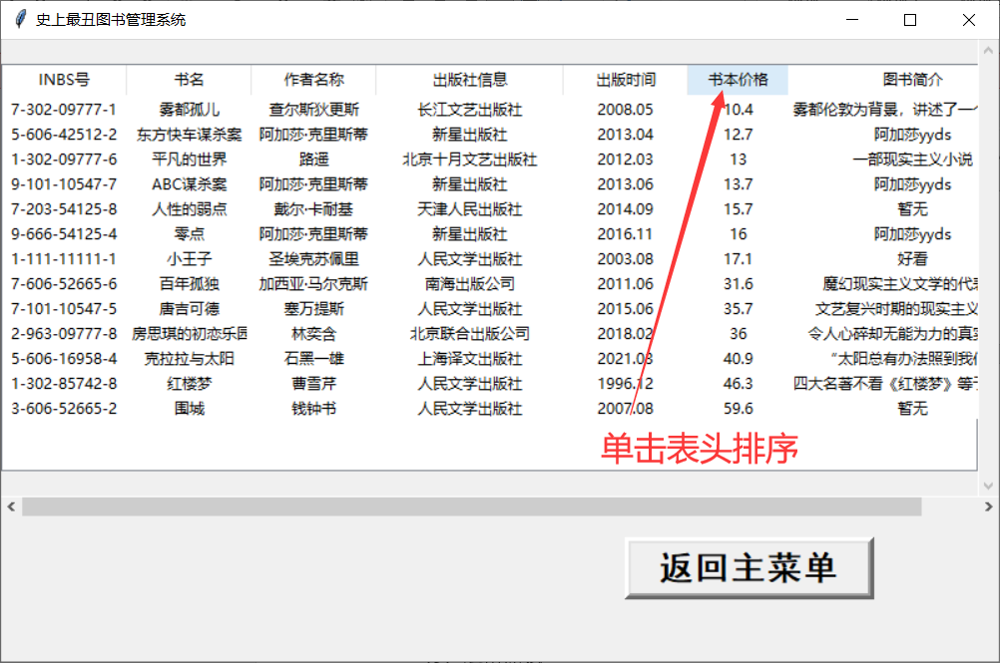 史上最丑图书管理系统
INBS号 书名 作者名称 出版社信息 出版时间 书本价格 图书简介
7-302-09777-1 雾都孤儿 查尔斯狄更斯 长江文艺出版社 2008.05 10.4 雾都伦敦为背景，讲述了一个
5-606-42512-2 东方快车谋杀案 阿加莎·克里斯蒂 新星出版社 2013.04 12.7 阿加莎yyds
1-302-09777-6 平凡的世界 路遥 北京十月文艺出版社 2012.03 13 一部现实主义小说
9-101-10547-7 ABC谋杀案 阿加莎·克里斯蒂 新星出版社 2013.06 13.7 阿加莎yyds
7-203-54125-8 人性的弱点 戴尔·卡耐基 天津人民出版社 2014.09 15.7 暂无
9-666-54125-4 零点 阿加莎·克里斯蒂 新星出版社 2016.11 16 阿加莎yyds
1-111-11111-1 小王子 圣埃克苏佩里 人民文学出版社 2003.08 17.1 好看
7-606-52665-6 百年孤独 加西亚·马尔克斯 南海出版公司 2011.06 31.6 魔幻现实主义文学的代表
7-101-10547-5 唐吉可德 塞万提斯 人民文学出版社 2015.06 35.7 文艺复兴时期的现实主义
2-963-09777-8 房思琪的初恋乐园 林奕含 北京联合出版公司 2018.02 36 令人心碎却无能为力的真实
5-606-16958-4 克拉拉与太阳 石黑一雄 上海译文出版社 2021.03 40.9 “太阳总有办法照到我们
1-302-85742-8 红楼梦 曹雪芹 人民文学出版社 1996.12 46.3 四大名著不看《红楼梦》等于
3-606-52665-2 围城 钱钟书 人民文学出版社 2007.08 59.6 暂无
单击表头排序
返回主菜单